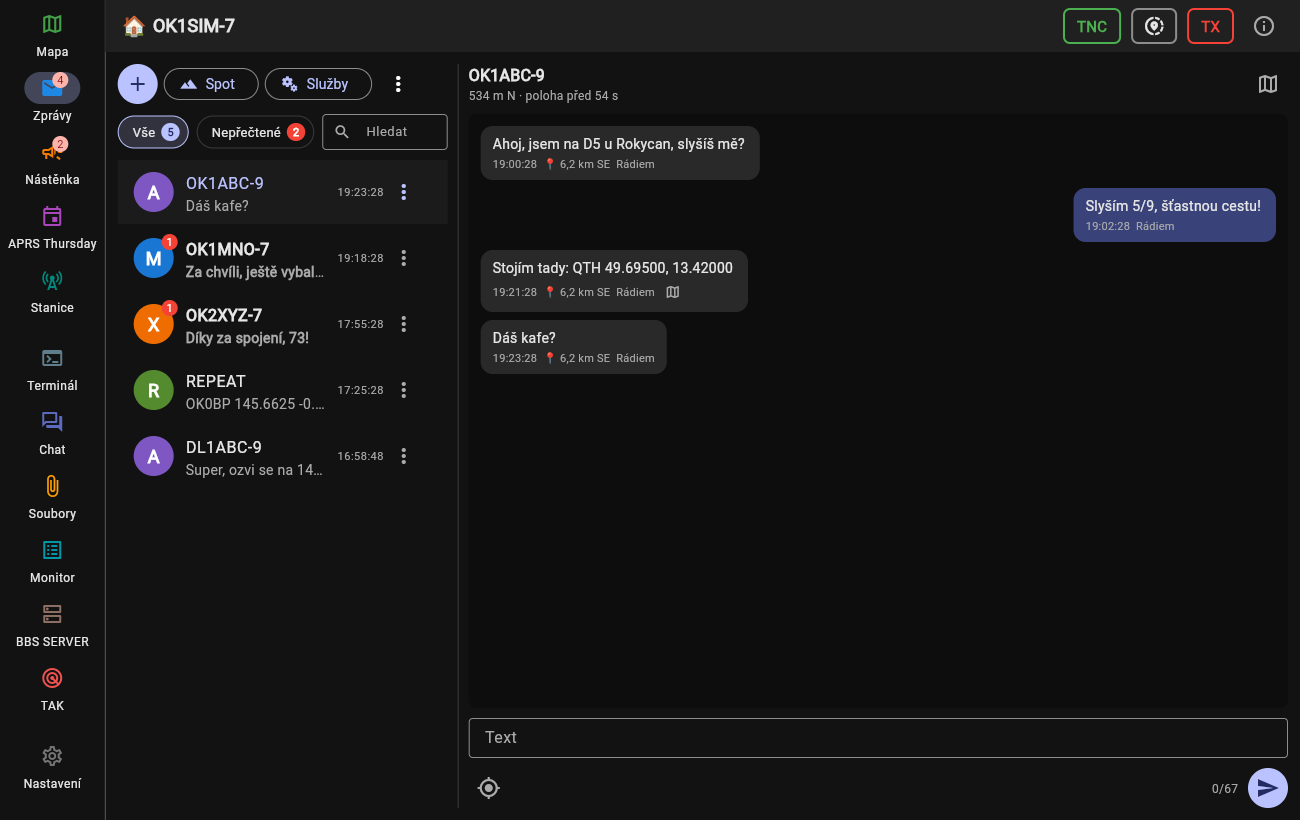 Mapa
4
Zprávy
2
Nástěnka
APRS Thursday
Stanice
Terminál
Chat
Soubory
Monitor
BBS SERVER
TAK
Nastavení
OK1SIM-7
TNC
TX
Spot
Služby
Vše 5
Nepřečtené 2
Hledat
A
OK1ABC-9
19:23:28
Dáš kafe?
M
1
OK1MNO-7
19:18:28
Za chvíli, ještě vybal...
X
1
OK2XYZ-7
17:55:28
Díky za spojení, 73!
R
REPEAT
17:25:28
OK0BP 145.6625 -0....
A
DL1ABC-9
16:58:48
Super, ozvi se na 14...
OK1ABC-9
534 m N · poloha před 54 s
Ahoj, jsem na D5 u Rokycan, slyšíš mě?
19:00:28 📍 6,2 km SE Rádiem
Slyším 5/9, šťastnou cestu!
19:02:28 Rádiem
Stojím tady: QTH 49.69500, 13.42000
19:21:28 📍 6,2 km SE Rádiem
Dáš kafe?
19:23:28 📍 6,2 km SE Rádiem
Text
0/67